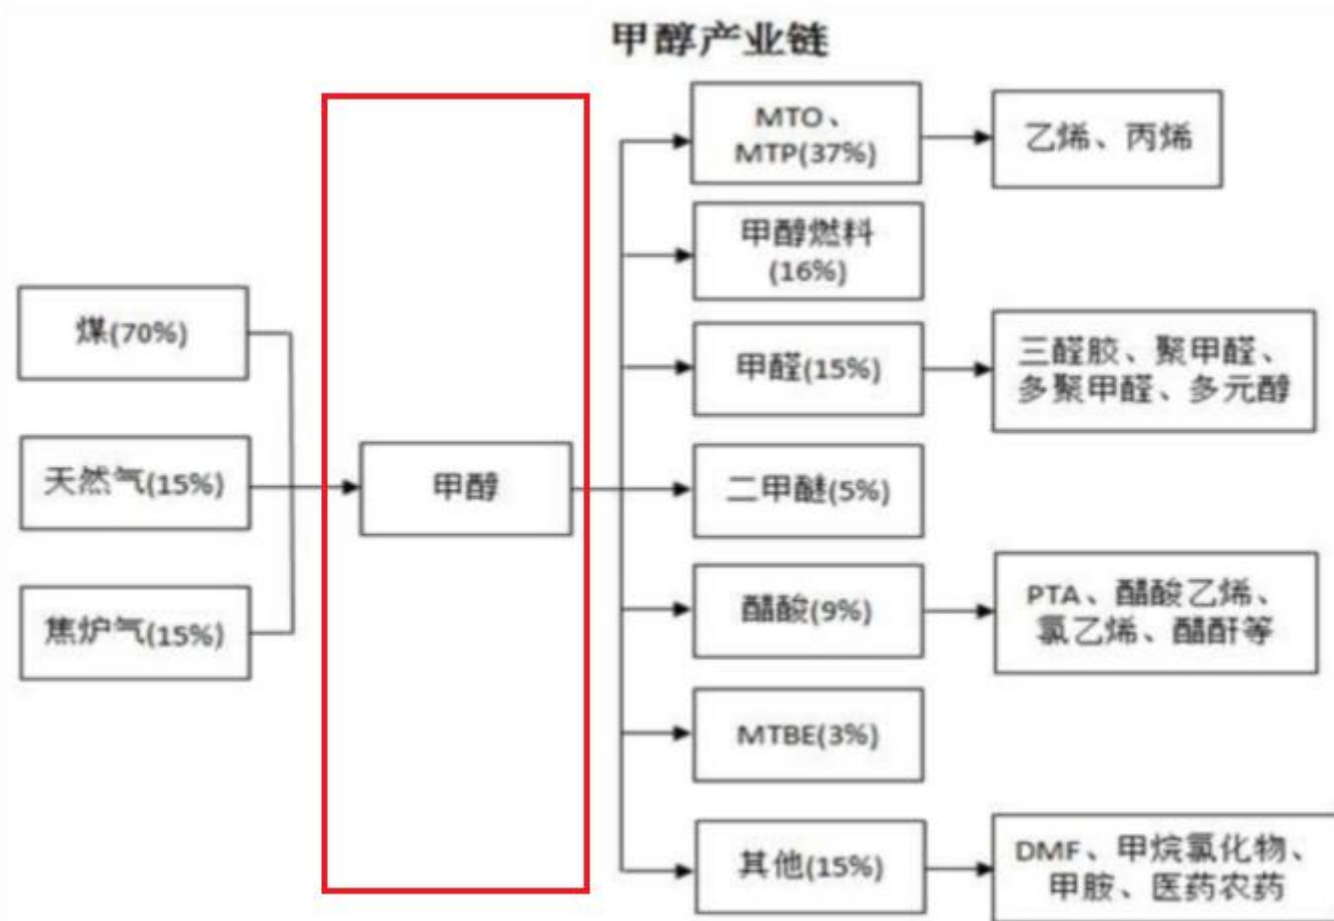 甲醇产业链
煤(70%)
天然气(15%)
焦炉气(15%)
甲醇
MTO、
MTP(37%)
乙烯、丙烯
甲醇燃料
(16%)
甲醛(15%)
三醛胶、聚甲醛、
多聚甲醛、多元醇
二甲醚(5%)
醋酸(9%)
PTA、醋酸乙烯、
氯乙烯、醋酐等
MTBE(3%)
其他(15%)
DMF、甲烷氯化物、
甲胺、医药农药